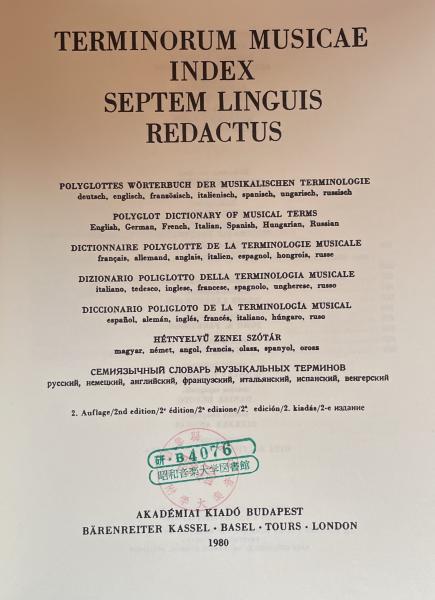 TERMINORUM MUSICAE
INDEX
SEPTEM LINGUIS
REDACTUS
POLYGLOTTES WÖRTERBUCH DER MUSIKALISCHEN TERMINOLOGIE
deutsch, englisch, französisch, italienisch, spanisch, ungarisch, russisch
POLYGLOT DICTIONARY OF MUSICAL TERMS
English, German, French, Italian, Spanish, Hungarian, Russian
DICTIONNAIRE POLYGLOTTE DE LA TERMINOLOGIE MUSICALE
français, allemand, anglais, italien, espagnol, hongrois, russe
DIZIONARIO POLIGLOTTO DELLA TERMINOLOGIA MUSICALE
italiano, tedesco, inglese, francese, spagnolo, ungherese, russo
DICCIONARIO POLIGLOTO DE LA TERMINOLOGÍA MUSICAL
español, alemán, inglés, francés, italiano, húngaro, ruso
HÉTNYELVŰ ZENEI SZÓTÁR
magyar, német, angol, francia, olasz, spanyol, orosz
СЕМИЯЗЫЧНЫЙ СЛОВАРЬ МУЗЫКАЛЬНЫХ ТЕРМИНОВ
русский, немецкий, английский, французский, итальянский, испанский, венгерский
2. Auflage/2nd edition/2e édition/2a edizione/2a. edición/2. kiadás/2-е издание
研・B4076
昭和音楽大学図書館
AKADÉMIAI KIADÓ BUDAPEST
BÄRENREITER KASSEL · BASEL · TOURS · LONDON
1980